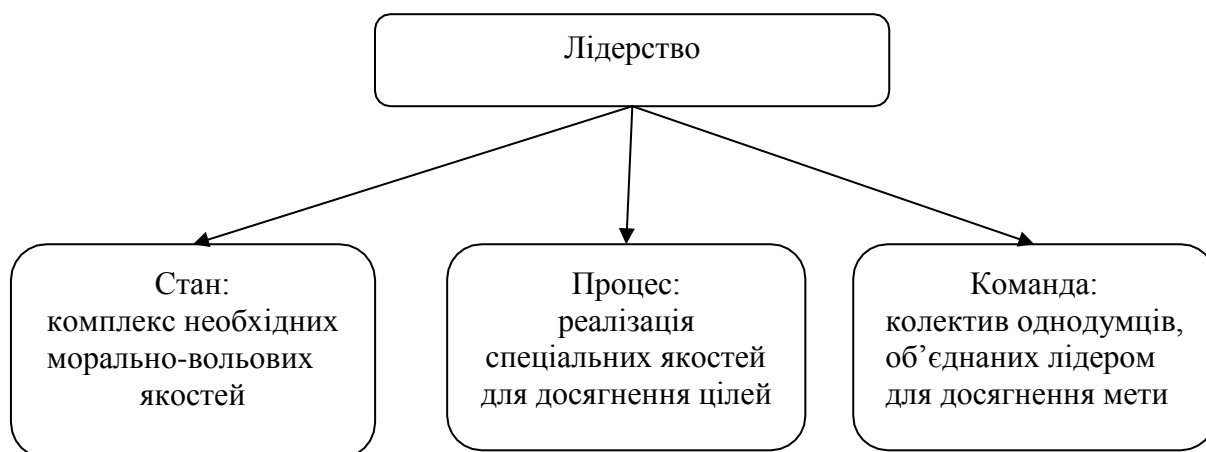 Лідерство
Стан:
комплекс необхідних
морально-вольових
якостей
Процес:
реалізація
спеціальних якостей
для досягнення цілей
Команда:
колектив однодумців,
об’єднаних лідером
для досягнення мети